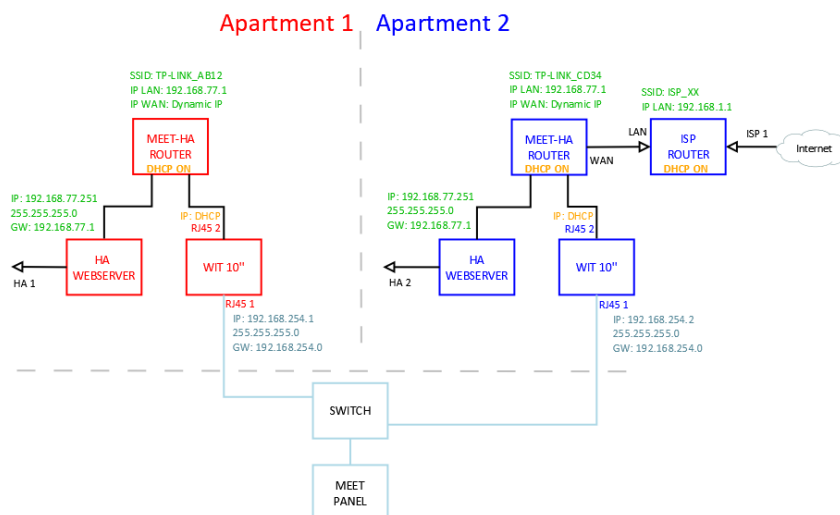 Apartment 1
Apartment 2
SSID: TP-LINK_AB12
IP LAN: 192.168.77.1
IP WAN: Dynamic IP
SSID: TP-LINK_CD34
IP LAN: 192.168.77.1
IP WAN: Dynamic IP
SSID: ISP_XX
IP LAN: 192.168.1.1
MEET-HA
ROUTER
DHCP ON
MEET-HA
ROUTER
DHCP ON
LAN
WAN
ISP
ROUTER
DHCP ON
ISP 1
Internet
IP: 192.168.77.251
255.255.255.0
GW: 192.168.77.1
IP: DHCP
RJ45 2
IP: 192.168.77.251
255.255.255.0
GW: 192.168.77.1
IP: DHCP
RJ45 2
HA
WEBSERVER
HA 1
WIT 10"
HA
WEBSERVER
HA 2
WIT 10"
RJ45 1
IP: 192.168.254.1
255.255.255.0
GW: 192.168.254.0
RJ45 1
IP: 192.168.254.2
255.255.255.0
GW: 192.168.254.0
SWITCH
MEET
PANEL